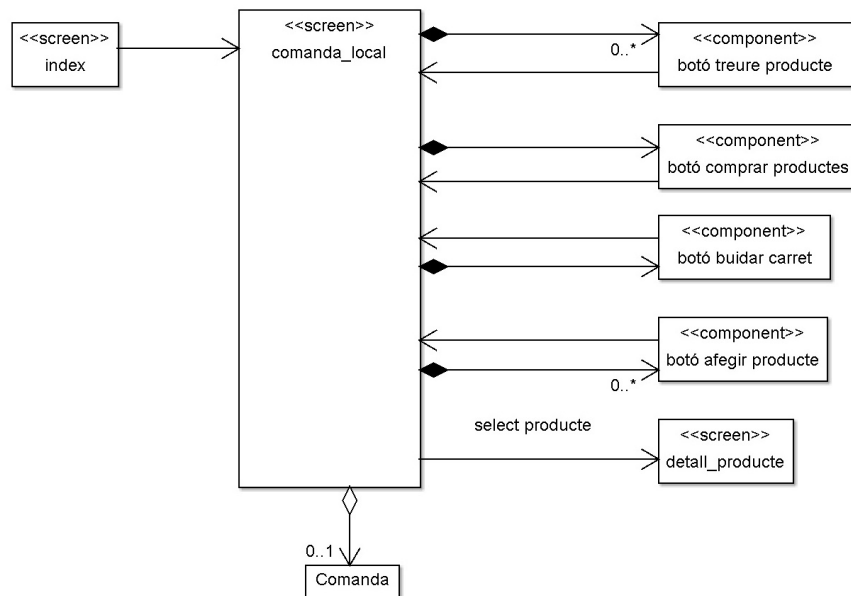 <<screen>>
index
<<screen>>
comanda_local
0..*
<<component>>
botó treure producte
<<component>>
botó comprar productes
<<component>>
botó buidar carret
<<component>>
botó afegir producte
0..*
select producte
<<screen>>
detall_producte
0..1
Comanda